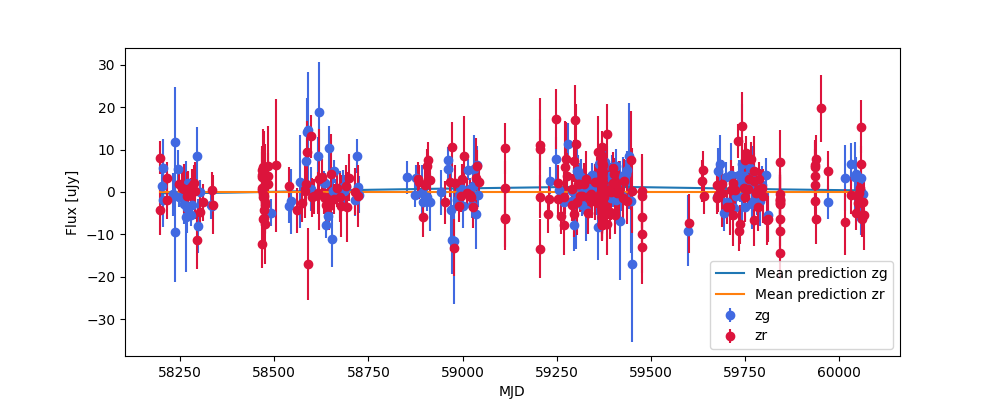 30
20
10
0
−10
−20
−30
Flux [uJy]
58250
58500
58750
59000
59250
59500
59750
60000
MJD
Mean prediction zg
Mean prediction zr
zg
zr